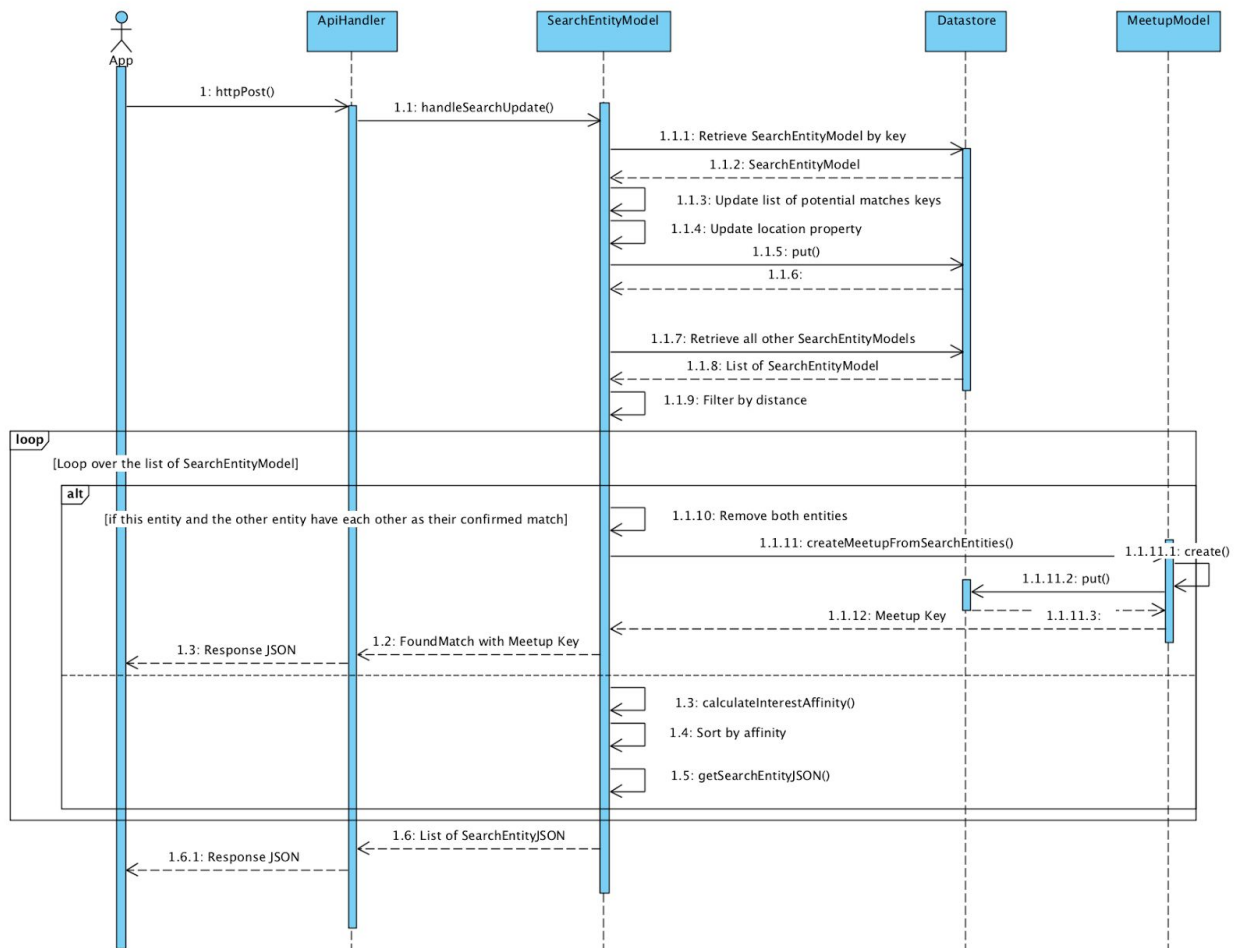 ApiHandler
SearchEntityModel
Datastore
MeetupModel
App
1: httpPost()
1.1: handleSearchUpdate()
1.1.1: Retrieve SearchEntityModel by key
1.1.2: SearchEntityModel
1.1.3: Update list of potential matches keys
1.1.4: Update location property
1.1.5: put()
1.1.6:
1.1.7: Retrieve all other SearchEntityModels
1.1.8: List of SearchEntityModel
1.1.9: Filter by distance
loop
[Loop over the list of SearchEntityModel]
alt
[if this entity and the other entity have each other as their confirmed match]
1.1.10: Remove both entities
1.1.11: createMeetupFromSearchEntities()
1.1.11.1: create()
1.1.11.2: put()
1.1.12: Meetup Key
1.1.11.3:
1.2: FoundMatch with Meetup Key
1.3: Response JSON
1.3: calculateInterestAffinity()
1.4: Sort by affinity
1.5: getSearchEntityJSON()
1.6: List of SearchEntityJSON
1.6.1: Response JSON